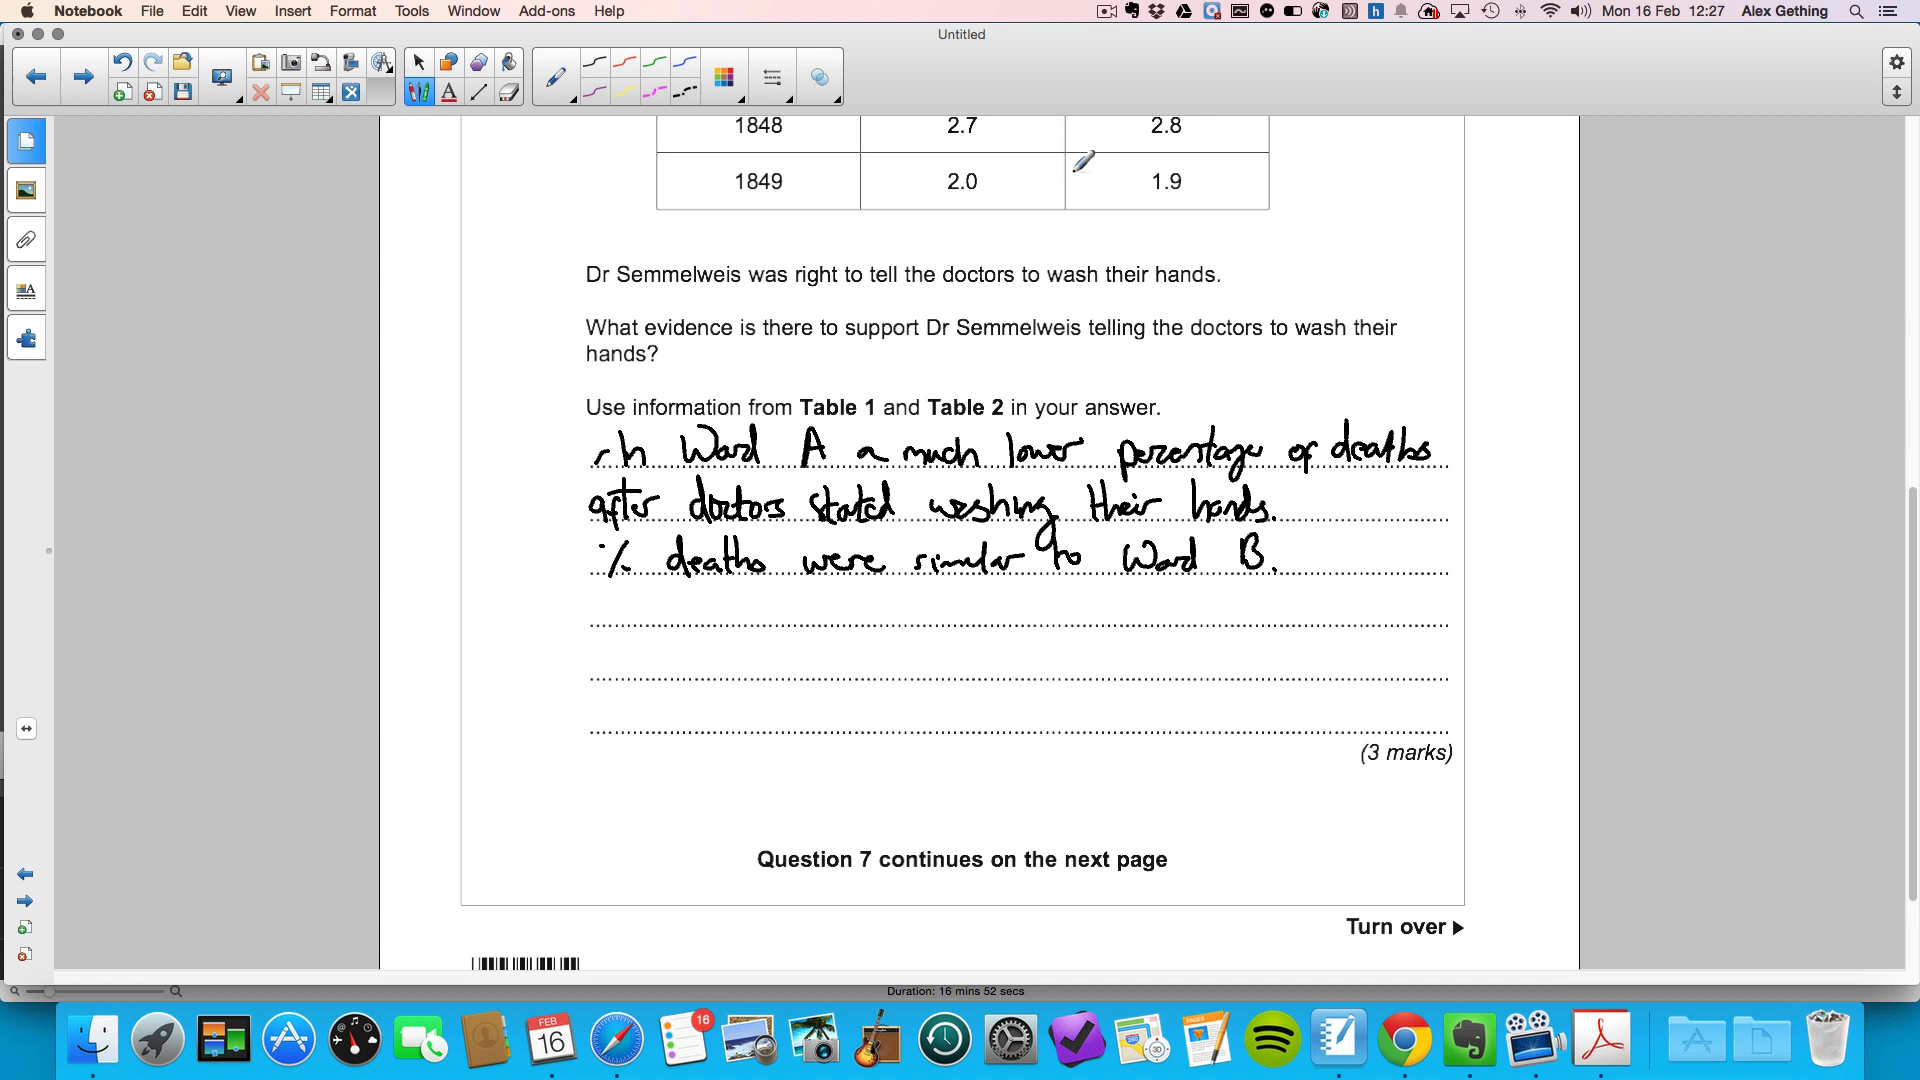 Notebook File Edit View Insert Format Tools Window Add-ons Help Mon 16 Feb 12:27 Alex Gething
Untitled
1848 2.7 2.8
1849 2.0 1.9
Dr Semmelweis was right to tell the doctors to wash their hands.
What evidence is there to support Dr Semmelweis telling the doctors to wash their
hands?
Use information from Table 1 and Table 2 in your answer.
In Ward A a much lower percentage of deaths
after doctors started washing their hands.
% deaths were similar to Ward B.
(3 marks)
Question 7 continues on the next page
Turn over
Duration: 16 mins 52 secs
FEB
16
16
3D